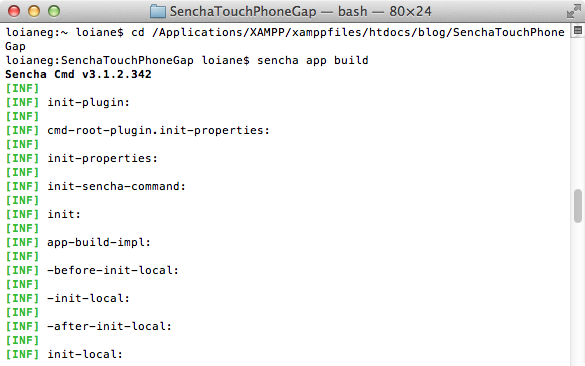 SenchaTouchPhoneGap — bash — 80×24
loianeg:~ loiane$ cd /Applications/XAMPP/xamppfiles/htdocs/blog/SenchaTouchPhone
Gap
loianeg:SenchaTouchPhoneGap loiane$ sencha app build
Sencha Cmd v3.1.2.342
[INF]
[INF] init-plugin:
[INF]
[INF] cmd-root-plugin.init-properties:
[INF]
[INF] init-properties:
[INF]
[INF] init-sencha-command:
[INF]
[INF] init:
[INF]
[INF] app-build-impl:
[INF]
[INF] -before-init-local:
[INF]
[INF] -init-local:
[INF]
[INF] -after-init-local:
[INF]
[INF] init-local: